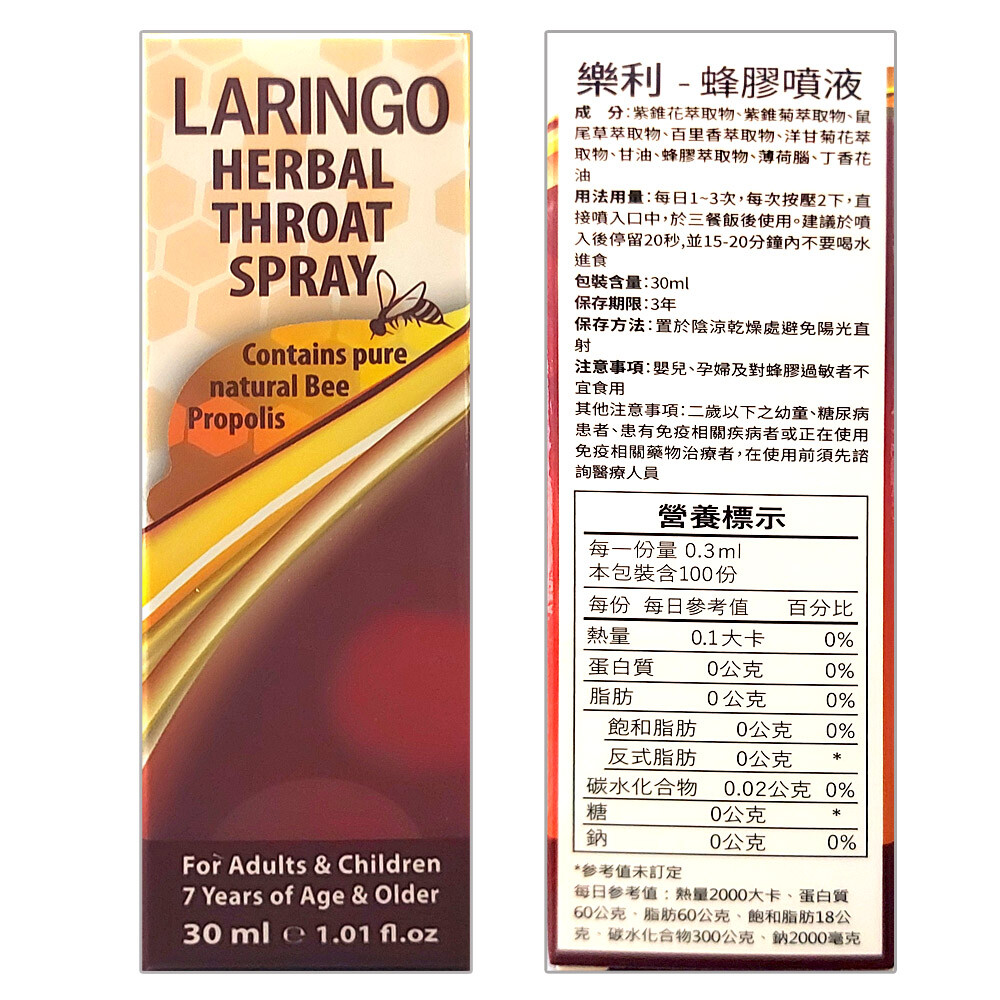 LARINGO
HERBAL
THROAT
SPRAY
Contains pure
natural Bee
Propolis
For Adults & Children
7 Years of Age & Older
30 ml ℮ 1.01 fl.oz
樂利 - 蜂膠噴液
成 分:紫錐花萃取物、紫錐菊萃取物、鼠
尾草萃取物、百里香萃取物、洋甘菊花萃
取物、甘油、蜂膠萃取物、薄荷腦、丁香花
油
用法用量:每日1~3次,每次按壓2下,直
接噴入口中,於三餐飯後使用。建議於噴
入後停留20秒,並15-20分鐘內不要喝水
進食
包裝含量:30ml
保存期限:3年
保存方法:置於陰涼乾燥處避免陽光直
射
注意事項:嬰兒、孕婦及對蜂膠過敏者不
宜食用
其他注意事項:二歲以下之幼童、糖尿病
患者、患有免疫相關疾病者或正在使用
免疫相關藥物治療者,在使用前須先諮
詢醫療人員
營養標示
每一份量 0.3ml
本包裝含100份
每份 每日參考值 百分比
熱量 0.1大卡 0%
蛋白質 0公克 0%
脂肪 0公克 0%
飽和脂肪 0公克 0%
反式脂肪 0公克 *
碳水化合物 0.02公克 0%
糖 0公克 *
鈉 0公克 0%
*參考值未訂定
每日參考值:熱量2000大卡、蛋白質
60公克、脂肪60公克、飽和脂肪18公
克、碳水化合物300公克、鈉2000毫克